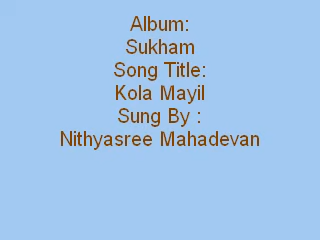 Album:
Sukham
Song Title:
Kola Mayil
Sung By :
Nithyasree Mahadevan